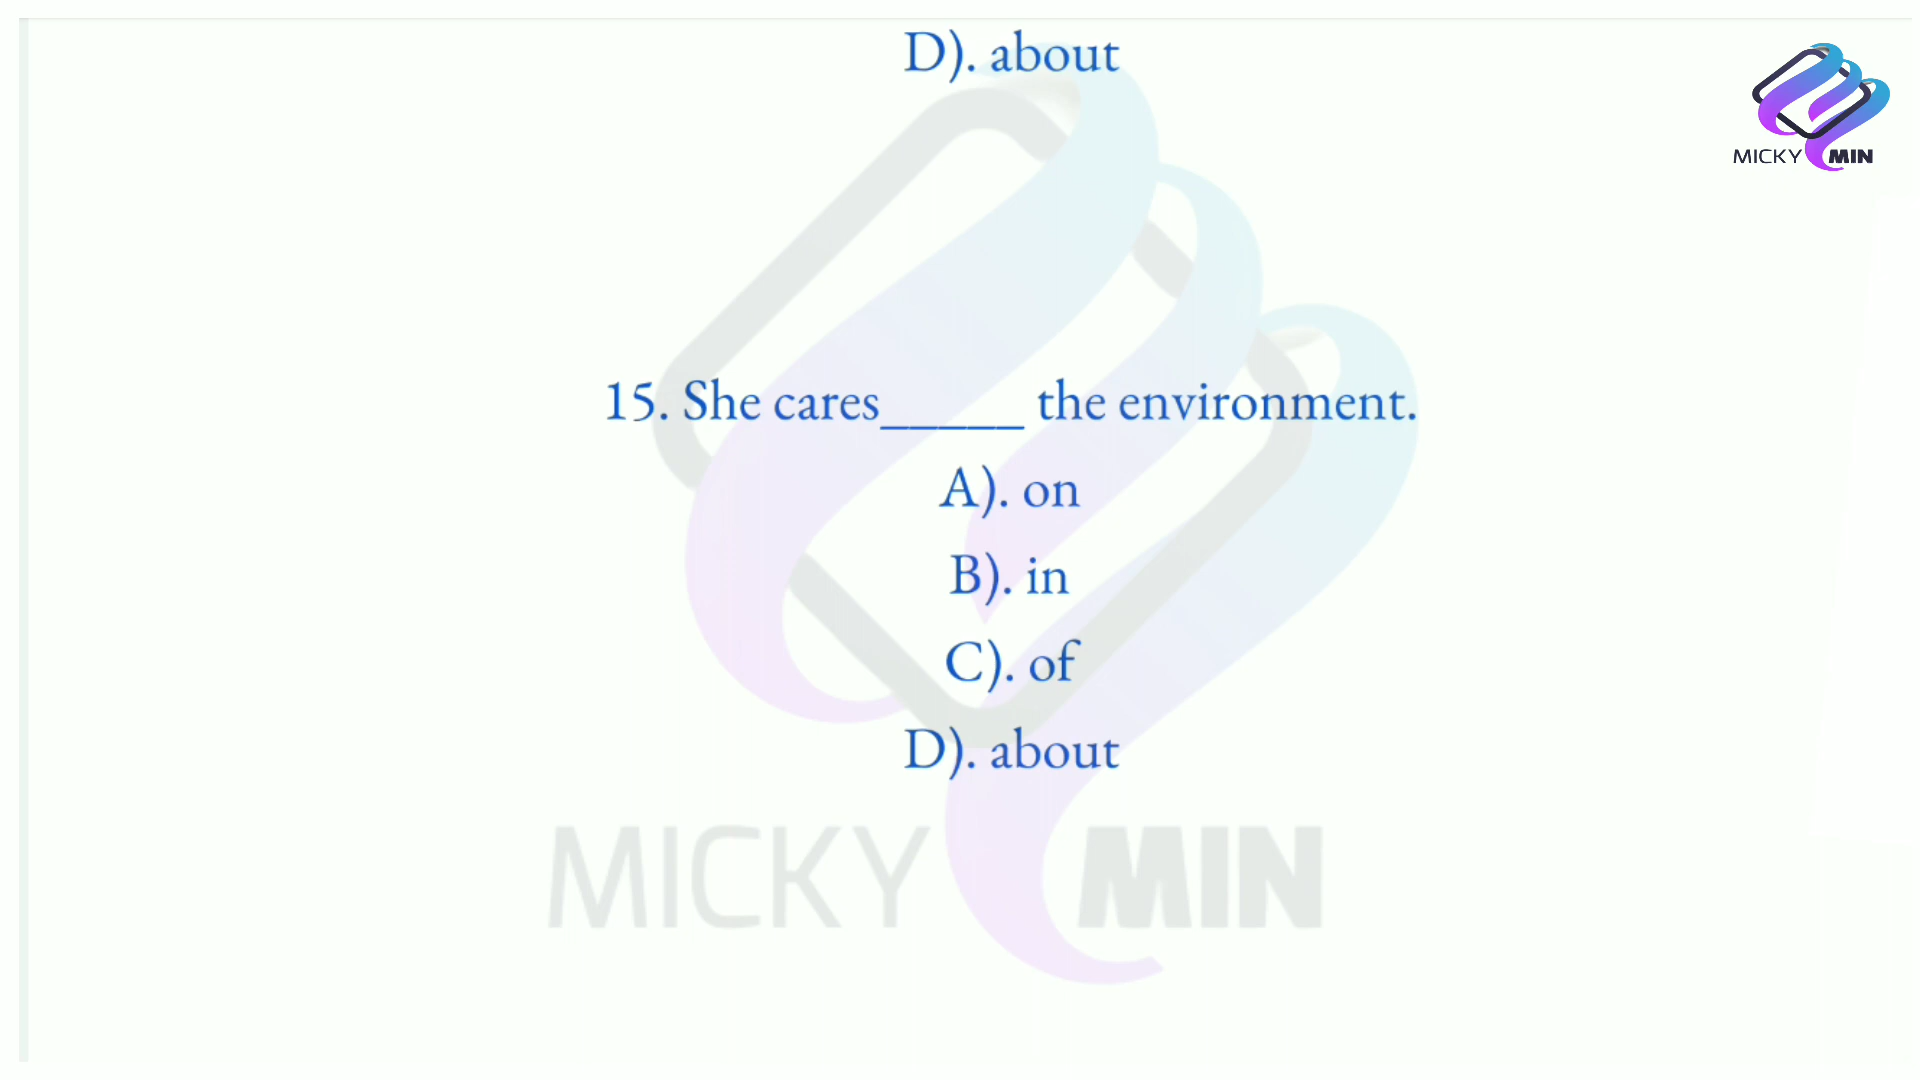 D). about
MICKY MIN
15. She cares_____ the environment.
A). on
B). in
C). of
D). about
MICKY MIN